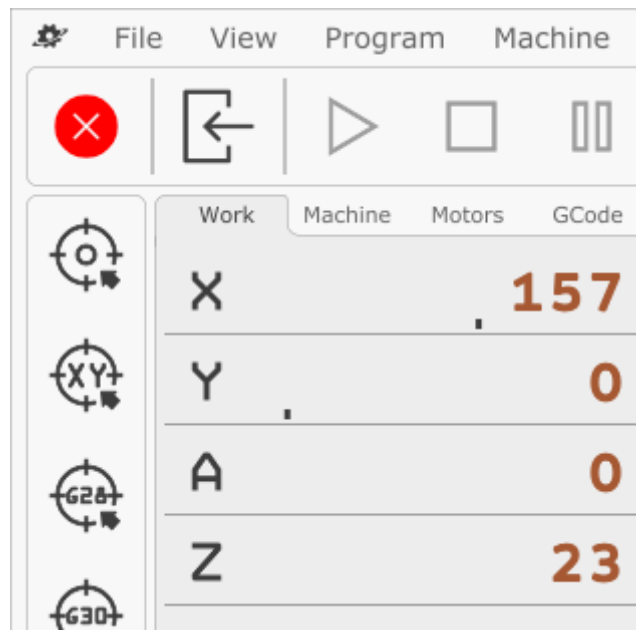 File View Program Machine
Work Machine Motors GCode
O
X 157
XY
Y 0
G28
A 0
Z 23
G30